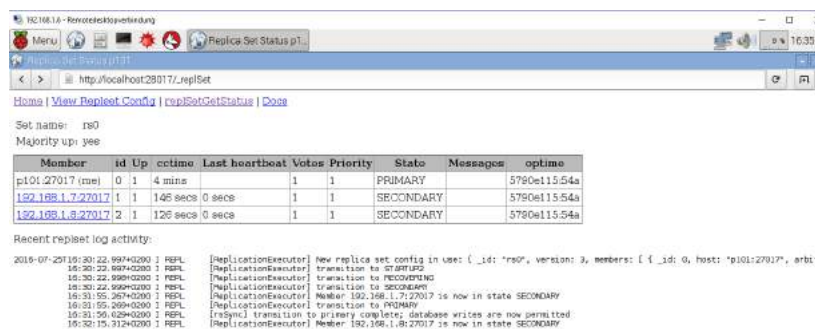 192.168.1.6 - Remotedesktopverbindung
Menu Replica Set Status p1... 0 % 16:35
Replica Set Status p101
http://localhost:28017/_replSet
Home | View Replset Config | replSetGetStatus | Docs
Set name: rs0
Majority up: yes
Member id Up cctime Last heartbeat Votes Priority State Messages optime
p101:27017 (me) 0 1 4 mins 1 1 PRIMARY 5790e115:54a
192.168.1.7:27017 1 1 146 secs 0 secs 1 1 SECONDARY 5790e115:54a
192.168.1.8:27017 2 1 126 secs 0 secs 1 1 SECONDARY 5790e115:54a
Recent replset log activity:
2016-07-25T16:30:22.997+0200 I REPL [ReplicationExecutor] New replica set config in use: { _id: "rs0", version: 3, members: [ { _id: 0, host: "p101:27017", arbi
16:30:22.997+0200 I REPL [ReplicationExecutor] transition to STARTUP2
16:30:22.998+0200 I REPL [ReplicationExecutor] transition to RECOVERING
16:30:22.999+0200 I REPL [ReplicationExecutor] transition to SECONDARY
16:31:55.267+0200 I REPL [ReplicationExecutor] Member 192.168.1.7:27017 is now in state SECONDARY
16:31:55.269+0200 I REPL [ReplicationExecutor] transition to PRIMARY
16:31:56.029+0200 I REPL [rsSync] transition to primary complete; database writes are now permitted
16:32:15.312+0200 I REPL [ReplicationExecutor] Member 192.168.1.8:27017 is now in state SECONDARY